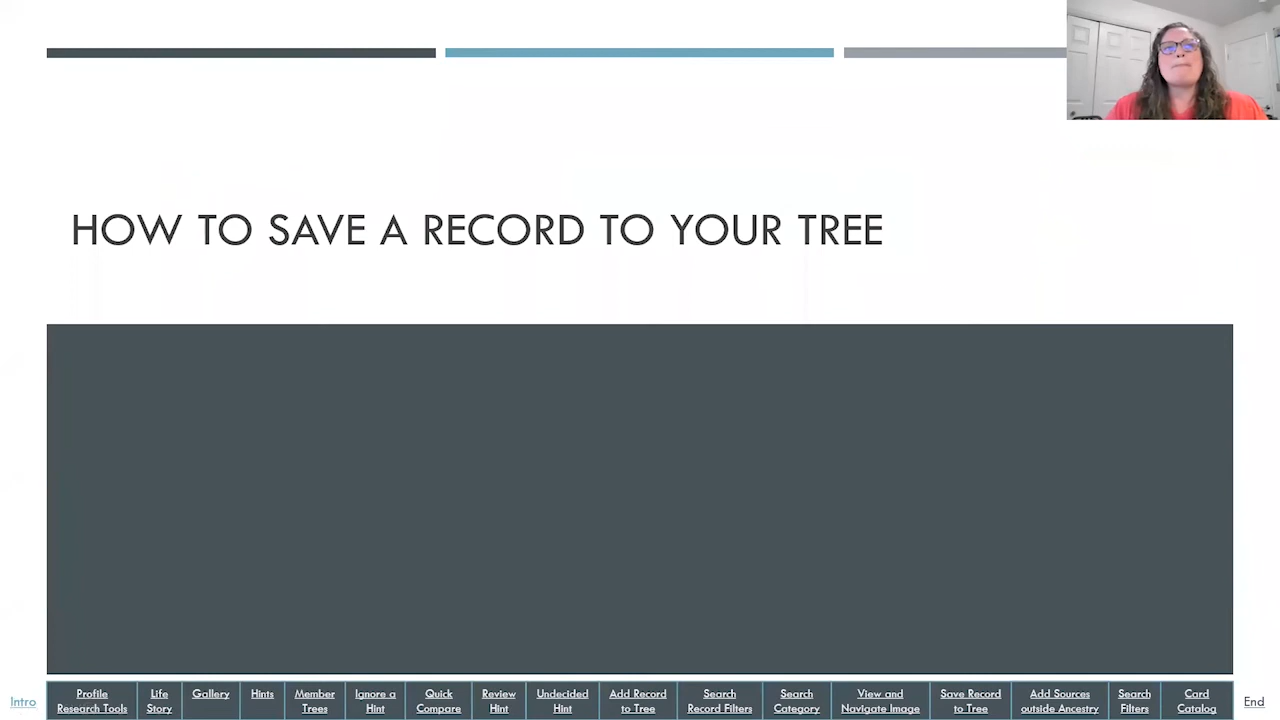 HOW TO SAVE A RECORD TO YOUR TREE
Intro
Profile
Research Tools
Life
Story
Gallery
Hints
Member
Trees
Ignore a
Hint
Quick
Compare
Review
Hint
Undecided
Hint
Add Record
to Tree
Search
Record Filters
Search
Category
View and
Navigate Image
Save Record
to Tree
Add Sources
outside Ancestry
Search
Filters
Card
Catalog
End